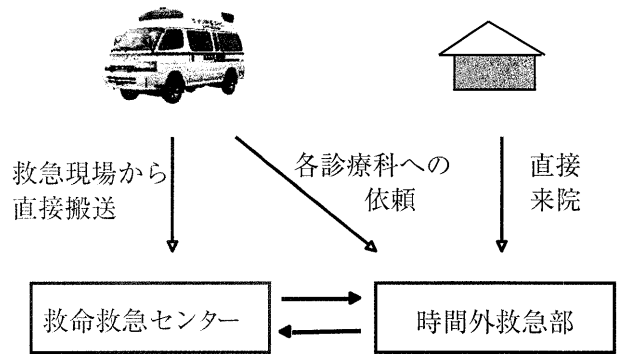 救急現場から
直接搬送
各診療科への
依頼
直接
来院
救命救急センター
時間外救急部